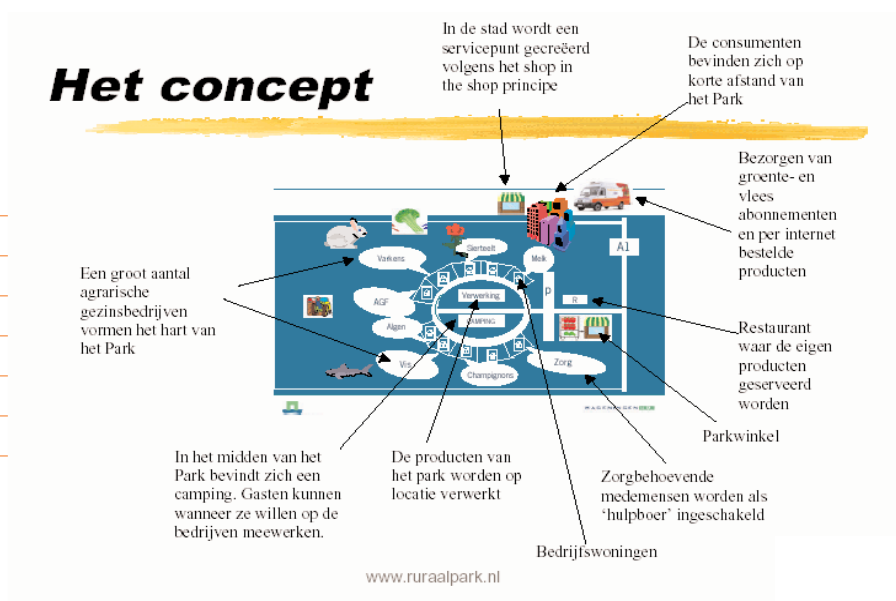 Het concept
In de stad wordt een
servicepunt gecreëerd
volgens het shop in
the shop principe
De consumenten
bevinden zich op
korte afstand van
het Park
Bezorgen van
groente- en
vlees
abonnementen
en per internet
bestelde
producten
Een groot aantal
agrarische
gezinsbedrijven
vormen het hart van
het Park
Varkens
Sierteelt
Melk
A1
AGF
Verwerking
P
R
Algen
CAMPING
Vis
Champignons
Zorg
WAGENINGEN
Restaurant
waar de eigen
producten
geserveerd
worden
Parkwinkel
In het midden van het
Park bevindt zich een
camping. Gasten kunnen
wanneer ze willen op de
bedrijven meewerken.
De producten van
het park worden op
locatie verwerkt
Zorgbehoevende
medemensen worden als
‘hulpboer’ ingeschakeld
Bedrijfswoningen
www.ruraalpark.nl